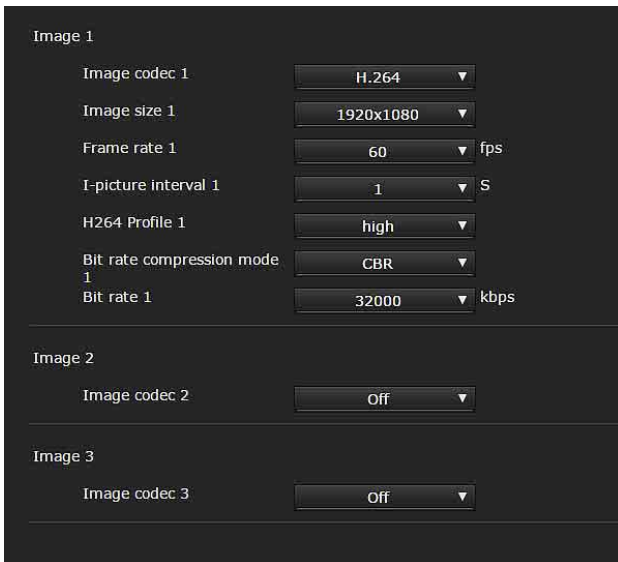 Image 1
Image codec 1 H.264
Image size 1 1920x1080
Frame rate 1 60 fps
I-picture interval 1 1 S
H264 Profile 1 high
Bit rate compression mode 1 CBR
Bit rate 1 32000 kbps
Image 2
Image codec 2 Off
Image 3
Image codec 3 Off